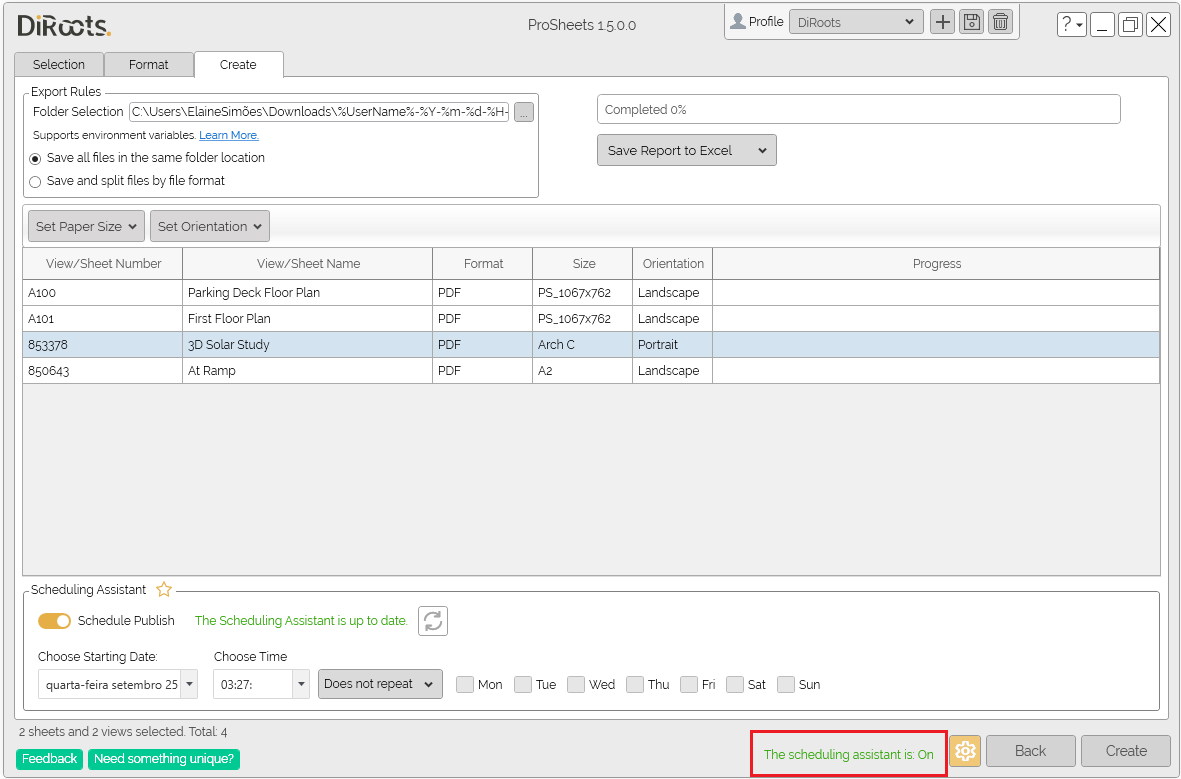 DiRoots.
ProSheets 1.5.0.0
Profile DiRoots
?
Selection Format Create
Export Rules
Folder Selection C:\Users\ElaineSimões\Downloads\%UserName%-%Y-%m-%d-%H- ...
Supports environment variables. Learn More.
Save all files in the same folder location
Save and split files by file format
Completed 0%
Save Report to Excel
Set Paper Size Set Orientation
View/Sheet Number View/Sheet Name Format Size Orientation Progress
A100 Parking Deck Floor Plan PDF PS_1067x762 Landscape
A101 First Floor Plan PDF PS_1067x762 Landscape
853378 3D Solar Study PDF Arch C Portrait
850643 At Ramp PDF A2 Landscape
Scheduling Assistant
Schedule Publish The Scheduling Assistant is up to date.
Choose Starting Date: Choose Time
quarta-feira setembro 25 03:27: Does not repeat Mon Tue Wed Thu Fri Sat Sun
2 sheets and 2 views selected. Total: 4
Feedback Need something unique?
The scheduling assistant is: On
Back Create